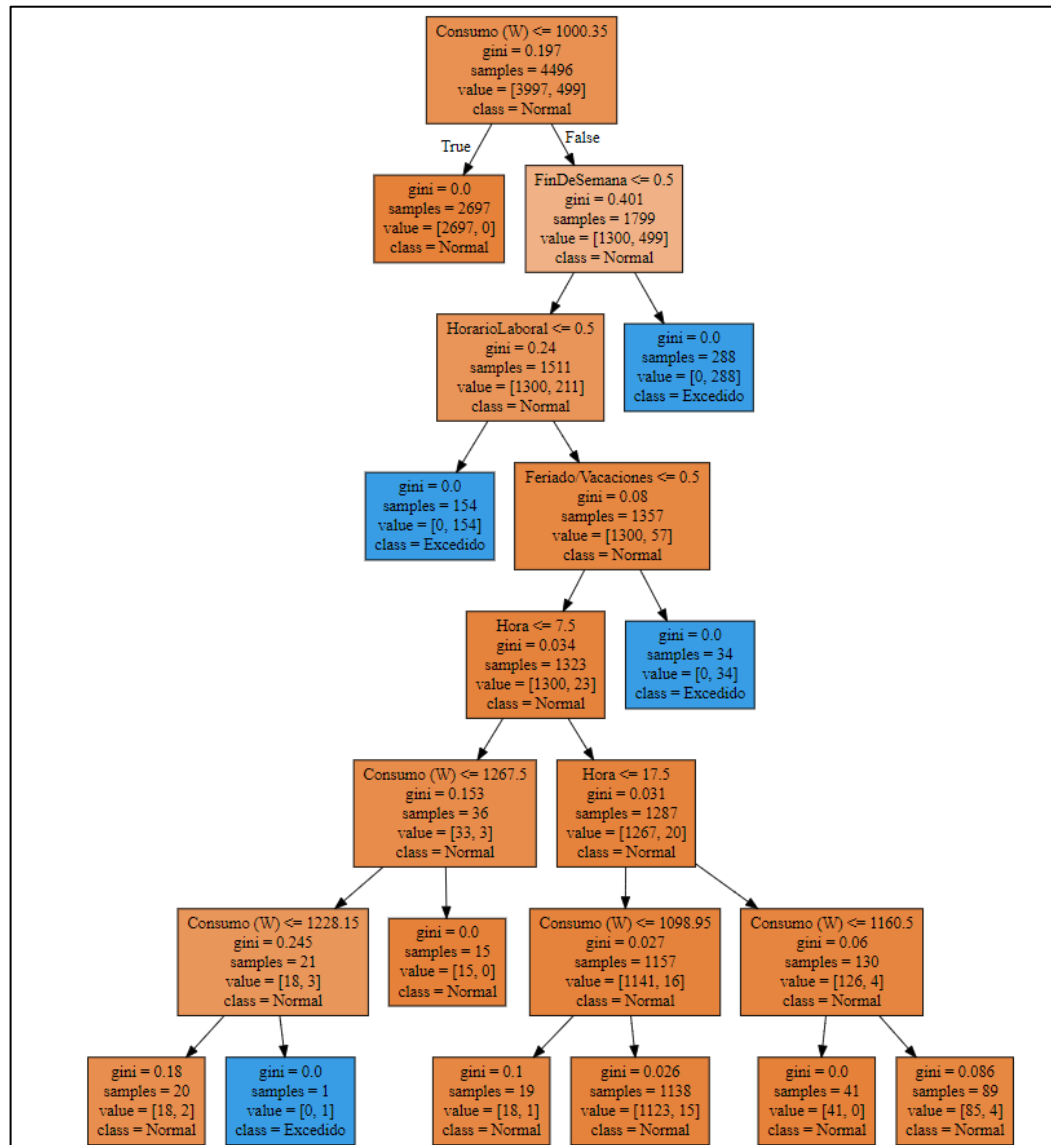 Consumo (W) <= 1000.35
gini = 0.197
samples = 4496
value = [3997, 499]
class = Normal
True
False
gini = 0.0
samples = 2697
value = [2697, 0]
class = Normal
FinDeSemana <= 0.5
gini = 0.401
samples = 1799
value = [1300, 499]
class = Normal
HorarioLaboral <= 0.5
gini = 0.24
samples = 1511
value = [1300, 211]
class = Normal
gini = 0.0
samples = 288
value = [0, 288]
class = Excedido
gini = 0.0
samples = 154
value = [0, 154]
class = Excedido
Feriado/Vacaciones <= 0.5
gini = 0.08
samples = 1357
value = [1300, 57]
class = Normal
Hora <= 7.5
gini = 0.034
samples = 1323
value = [1300, 23]
class = Normal
gini = 0.0
samples = 34
value = [0, 34]
class = Excedido
Consumo (W) <= 1267.5
gini = 0.153
samples = 36
value = [33, 3]
class = Normal
Hora <= 17.5
gini = 0.031
samples = 1287
value = [1267, 20]
class = Normal
Consumo (W) <= 1228.15
gini = 0.245
samples = 21
value = [18, 3]
class = Normal
gini = 0.0
samples = 15
value = [15, 0]
class = Normal
Consumo (W) <= 1098.95
gini = 0.027
samples = 1157
value = [1141, 16]
class = Normal
Consumo (W) <= 1160.5
gini = 0.06
samples = 130
value = [126, 4]
class = Normal
gini = 0.18
samples = 20
value = [18, 2]
class = Normal
gini = 0.0
samples = 1
value = [0, 1]
class = Excedido
gini = 0.1
samples = 19
value = [18, 1]
class = Normal
gini = 0.026
samples = 1138
value = [1123, 15]
class = Normal
gini = 0.0
samples = 41
value = [41, 0]
class = Normal
gini = 0.086
samples = 89
value = [85, 4]
class = Normal